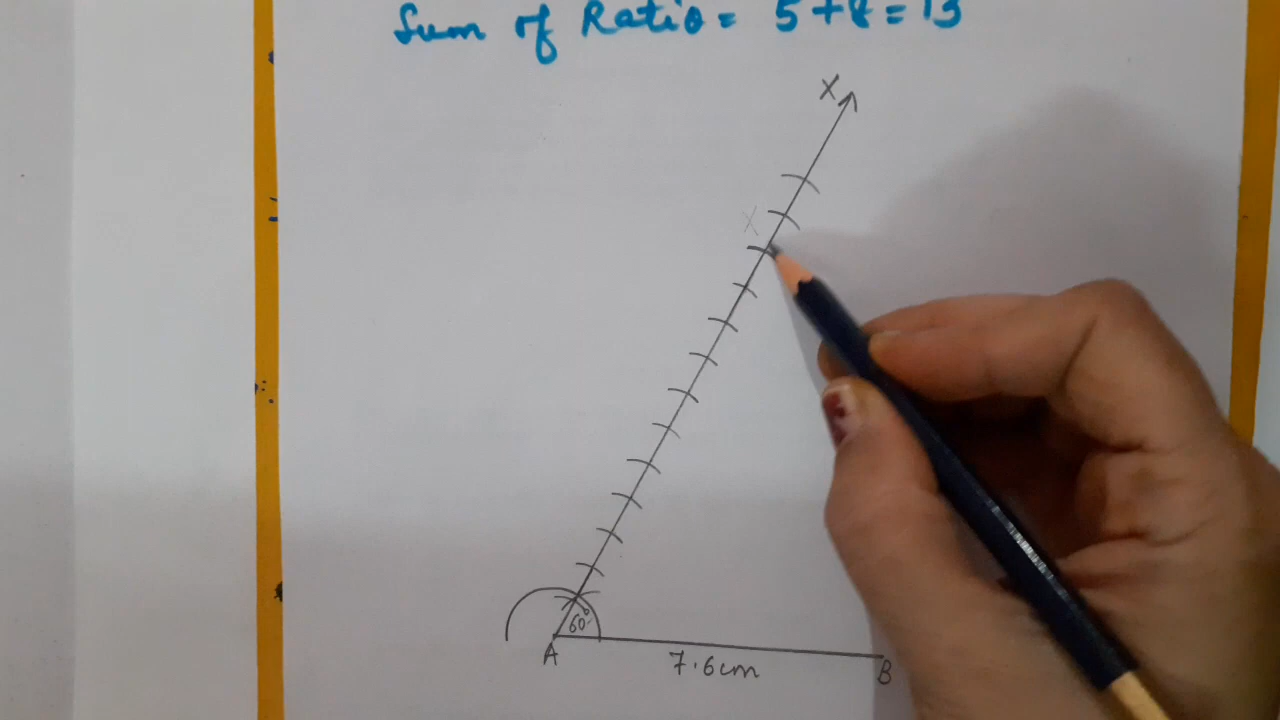 Sum of Ratio = 5+8=13
X
X
60°
A
7.6cm
B